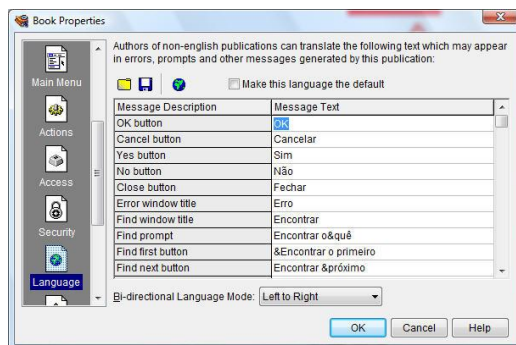 Book Properties
Authors of non-english publications can translate the following text which may appear
in errors, prompts and other messages generated by this publication:
Make this language the default
Main Menu
Actions
Access
Security
Language
Message Description Message Text
OK button OK
Cancel button Cancelar
Yes button Sim
No button Não
Close button Fechar
Error window title Erro
Find window title Encontrar
Find prompt Encontrar o&quê
Find first button &Encontrar o primeiro
Find next button Encontrar &próximo
Bi-directional Language Mode: Left to Right
OK Cancel Help